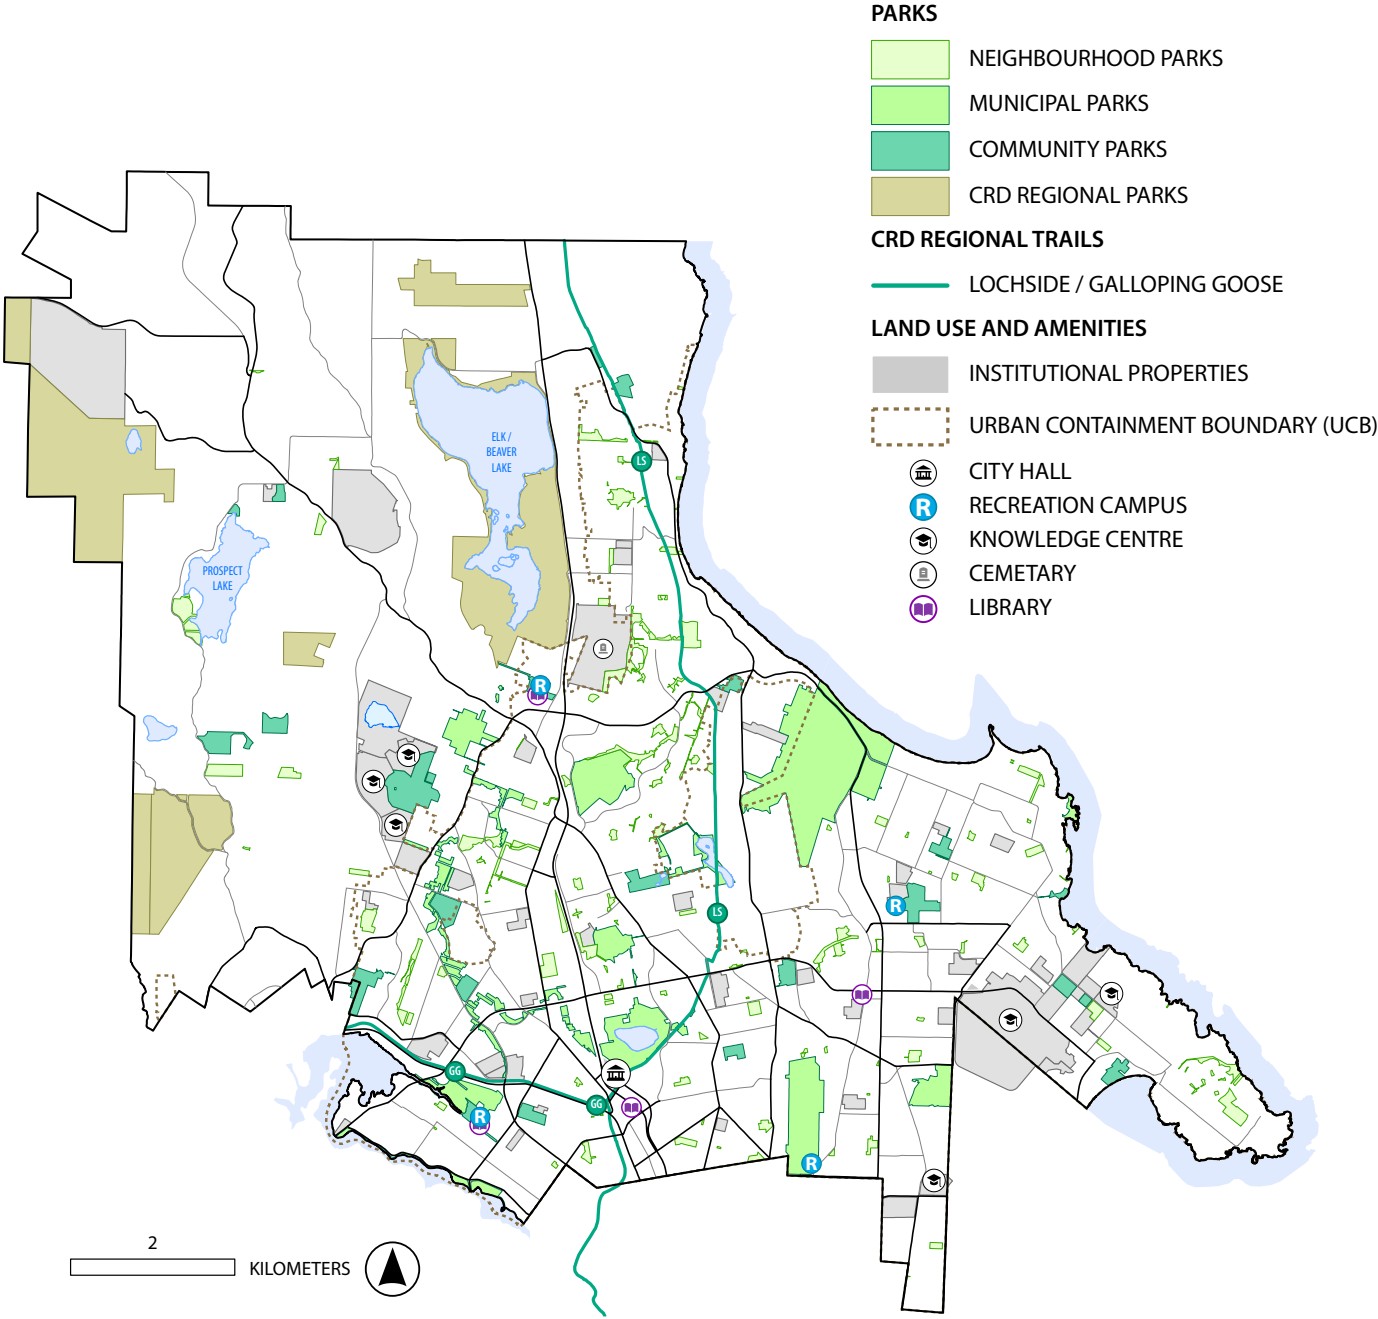 PARKS
NEIGHBOURHOOD PARKS
MUNICIPAL PARKS
COMMUNITY PARKS
CRD REGIONAL PARKS
CRD REGIONAL TRAILS
LOCHSIDE / GALLOPING GOOSE
LAND USE AND AMENITIES
INSTITUTIONAL PROPERTIES
URBAN CONTAINMENT BOUNDARY (UCB)
CITY HALL
R
RECREATION CAMPUS
KNOWLEDGE CENTRE
CEMETARY
LIBRARY
ELK /
BEAVER
LAKE
LS
PROSPECT
LAKE
R
R
LS
GG
GG
R
R
2
KILOMETERS